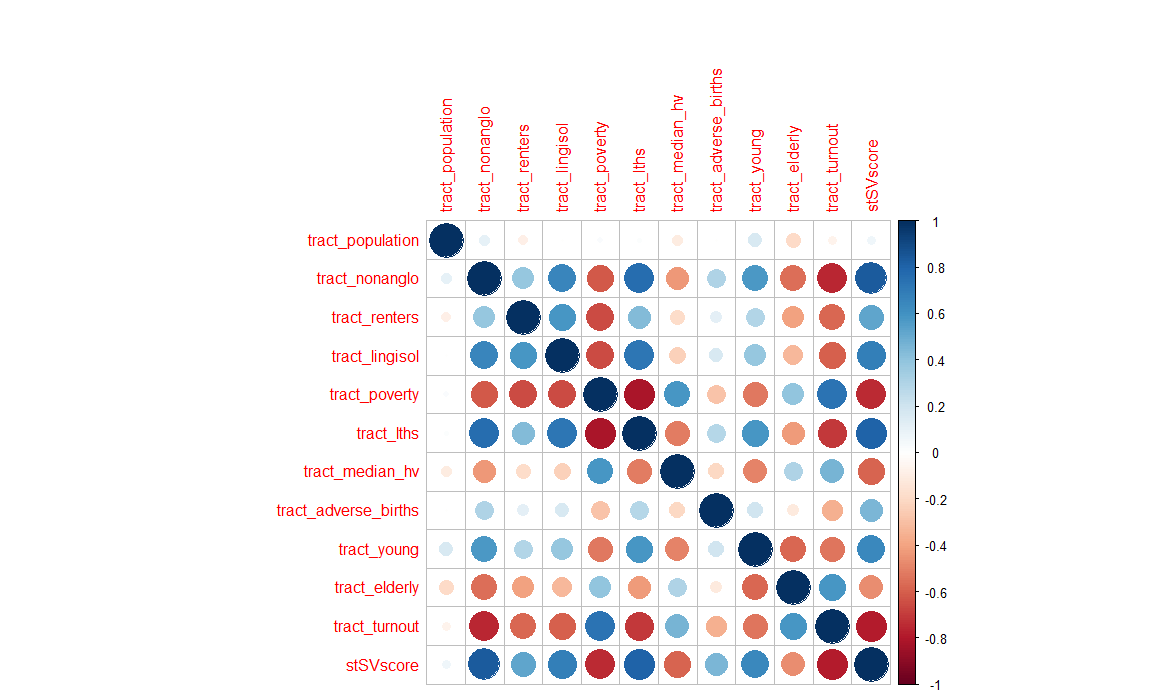 tract_population
tract_nonanglo
tract_renters
tract_lingisol
tract_poverty
tract_lths
tract_median_hv
tract_adverse_births
tract_young
tract_elderly
tract_turnout
stSVscore
tract_population
tract_nonanglo
tract_renters
tract_lingisol
tract_poverty
tract_lths
tract_median_hv
tract_adverse_births
tract_young
tract_elderly
tract_turnout
stSVscore
1
0.8
0.6
0.4
0.2
0
-0.2
-0.4
-0.6
-0.8
-1